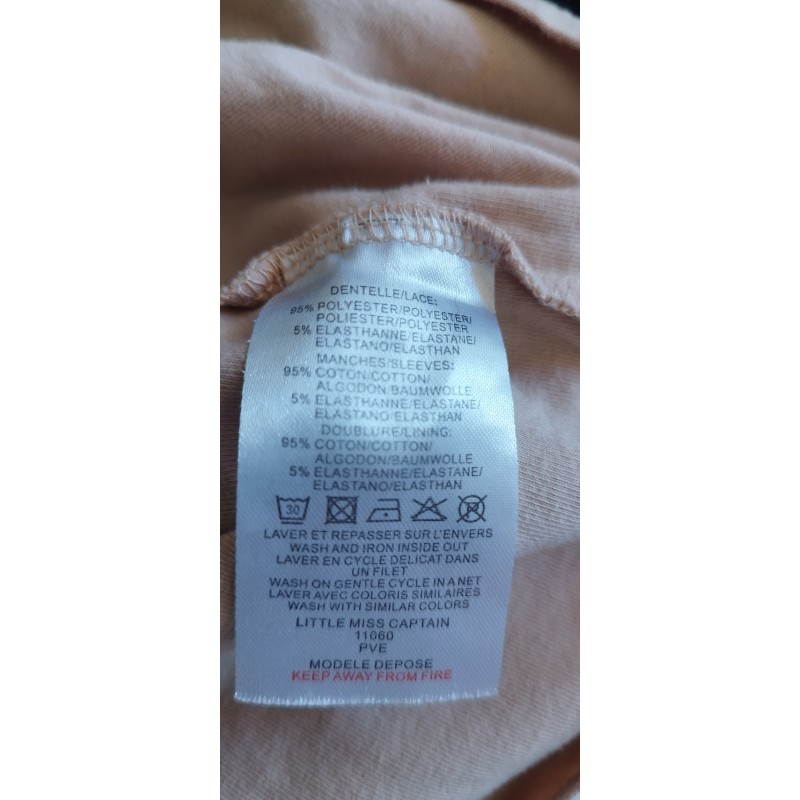 DENTELLE/LACE:
95% POLYESTER/POLYESTER/
POLIESTER/POLYESTER
5% ELASTHANNE/ELASTANE/
ELASTANO/ELASTHAN
MANCHES/SLEEVES:
95% COTON/COTTON/
ALGODON/BAUMWOLLE
5% ELASTHANNE/ELASTANE/
ELASTANO/ELASTHAN
DOUBLURE/LINING:
95% COTON/COTTON/
ALGODON/BAUMWOLLE
5% ELASTHANNE/ELASTANE/
ELASTANO/ELASTHAN
30 P
LAVER ET REPASSER SUR L'ENVERS
WASH AND IRON INSIDE OUT
LAVER EN CYCLE DELICAT DANS
UN FILET
WASH ON GENTLE CYCLE IN A NET
LAVER AVEC COLORIS SIMILAIRES
WASH WITH SIMILAR COLORS
LITTLE MISS CAPTAIN
11060
PVE
MODELE DEPOSE
KEEP AWAY FROM FIRE